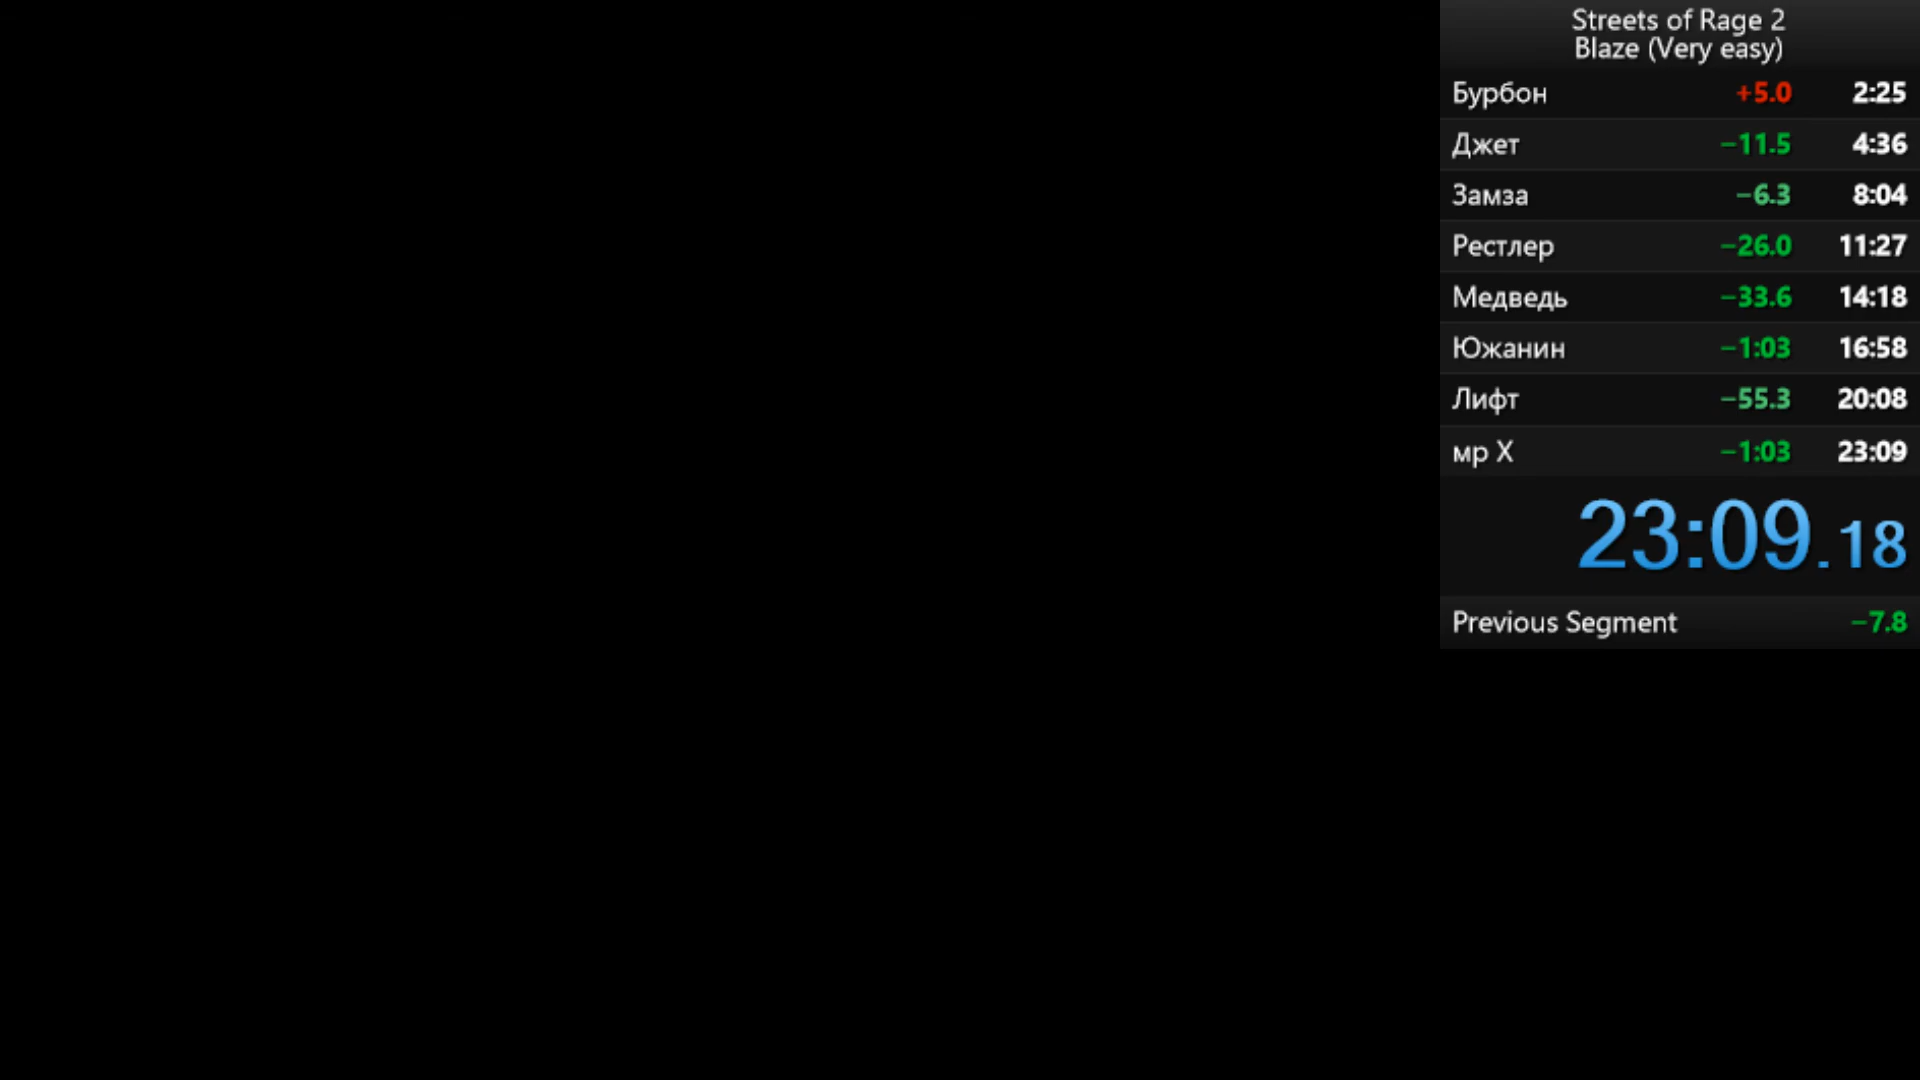 Streets of Rage 2
Blaze (Very easy)
Бурбон +5.0 2:25
Джет −11.5 4:36
Замза −6.3 8:04
Рестлер −26.0 11:27
Медведь −33.6 14:18
Южанин −1:03 16:58
Лифт −55.3 20:08
мр X −1:03 23:09
23:09.18
Previous Segment −7.8